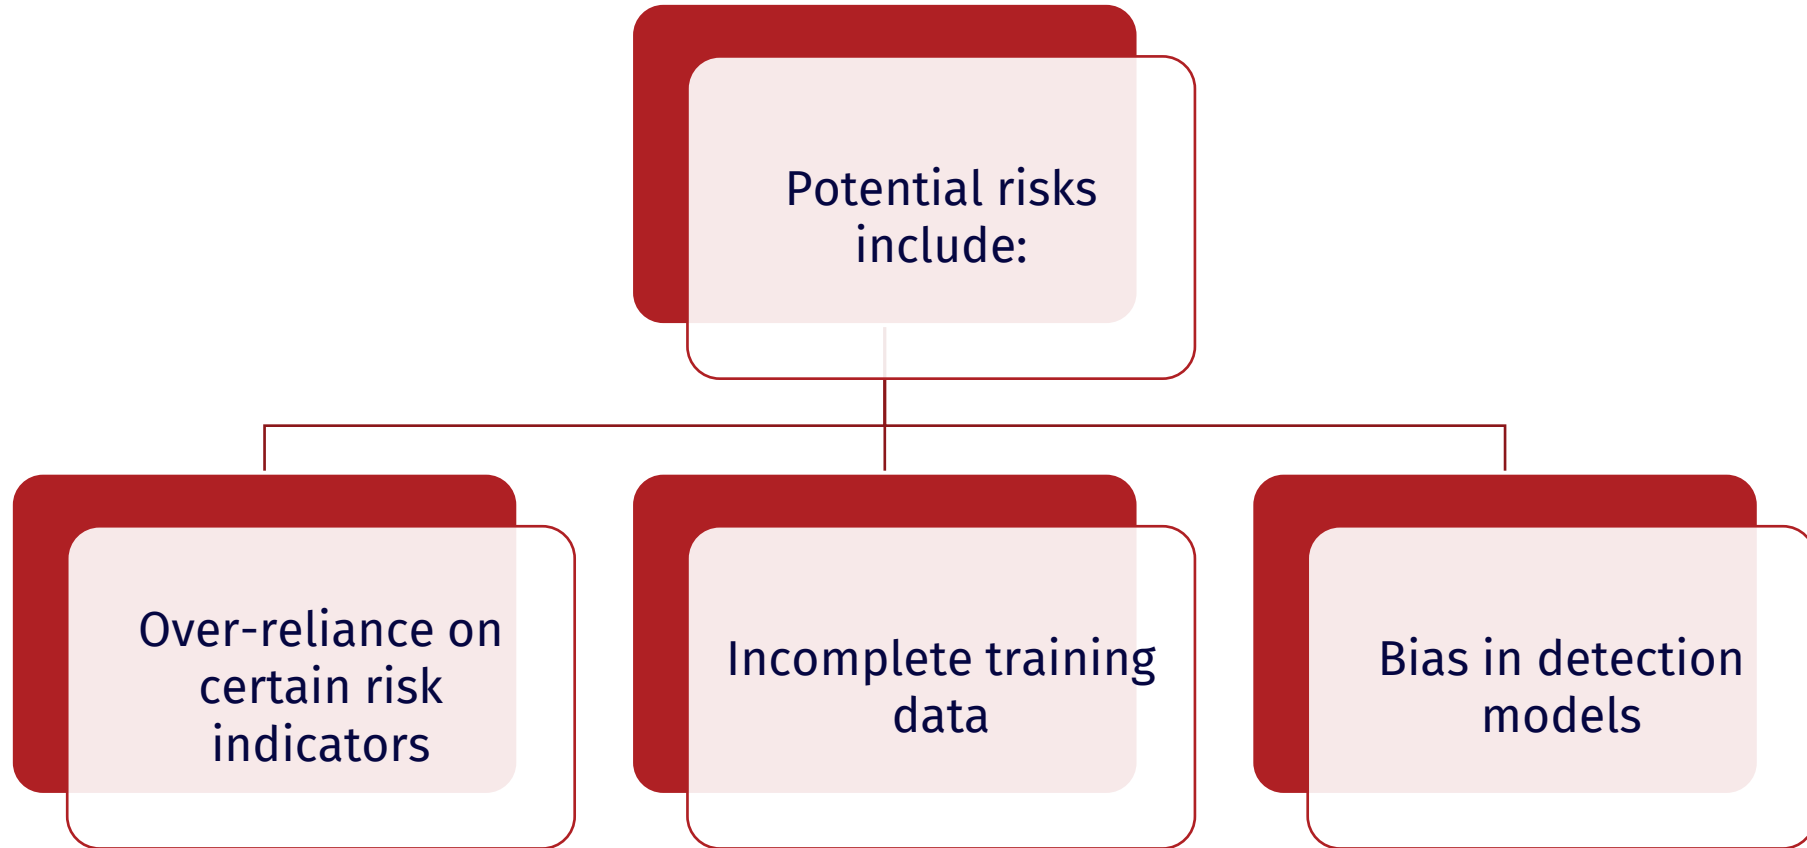 Potential risks
include:
Over-reliance on
certain risk
indicators
Incomplete training
data
Bias in detection
models